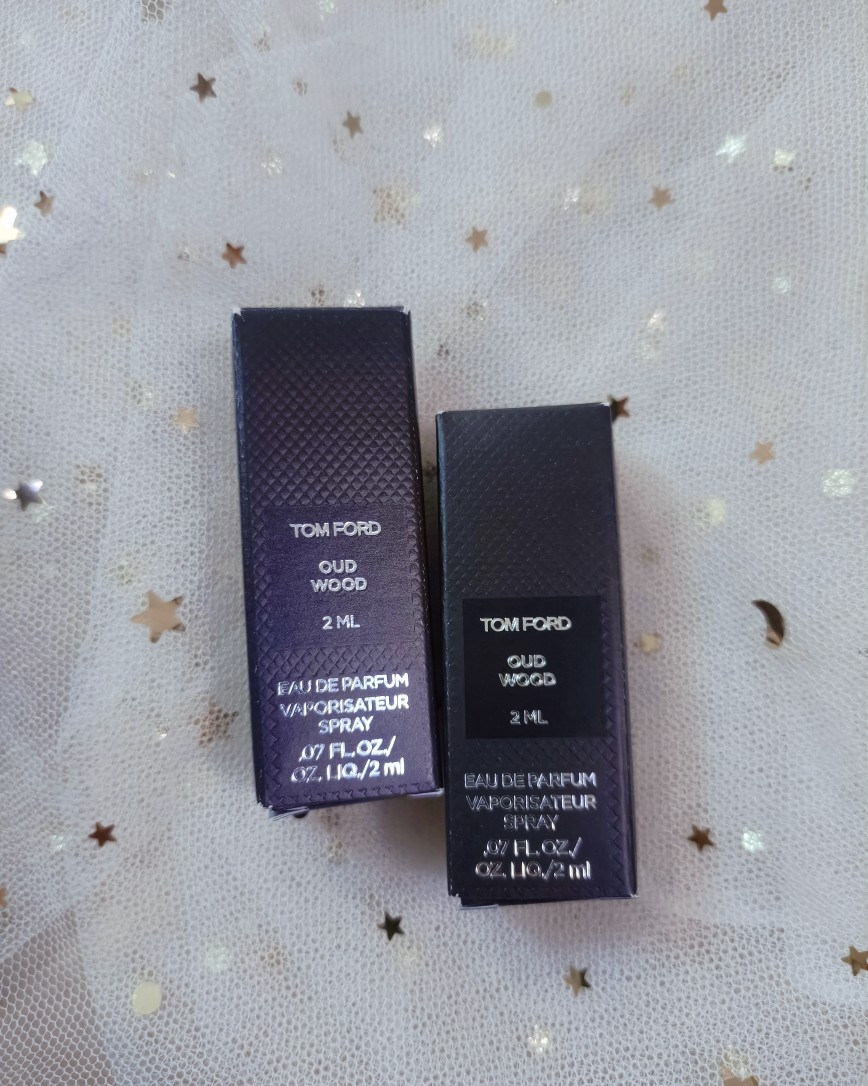 TOM FORD
OUD
WOOD
2 ML
EAU DE PARFUM
VAPORISATEUR
SPRAY
.07 FL.OZ./
OZ. LIQ./2 ml
TOM FORD
OUD
WOOD
2 ML
EAU DE PARFUM
VAPORISATEUR
SPRAY
.07 FL.OZ./
OZ. LIQ./2 ml